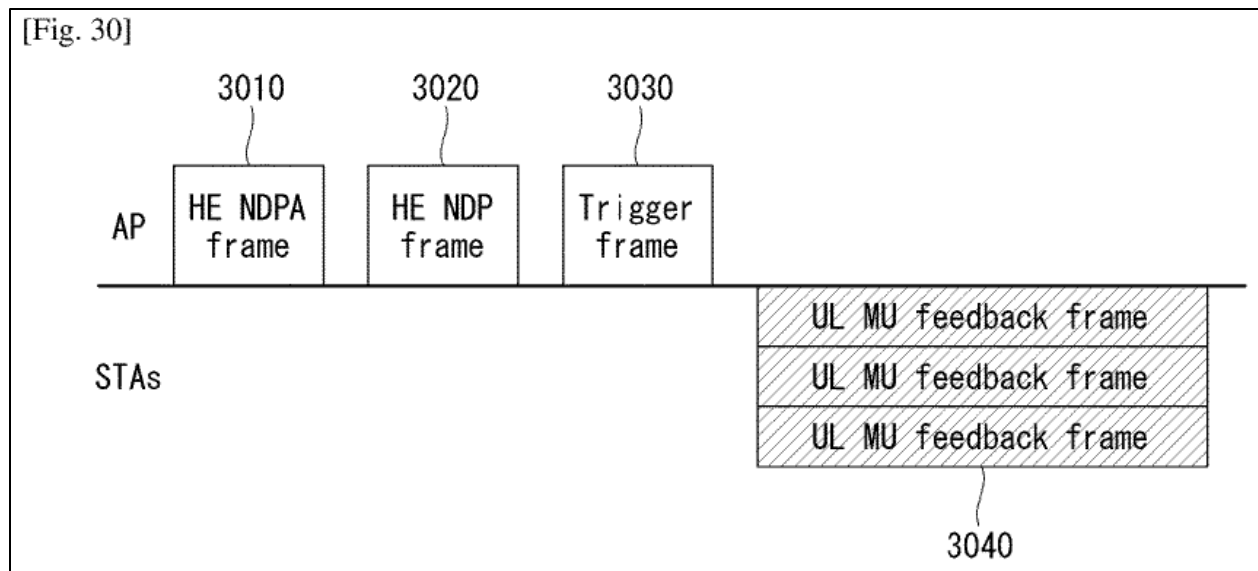 [Fig. 30]
3010 3020 3030
AP
HE NDPA
frame
HE NDP
frame
Trigger
frame
STAs
UL MU feedback frame
UL MU feedback frame
UL MU feedback frame
3040